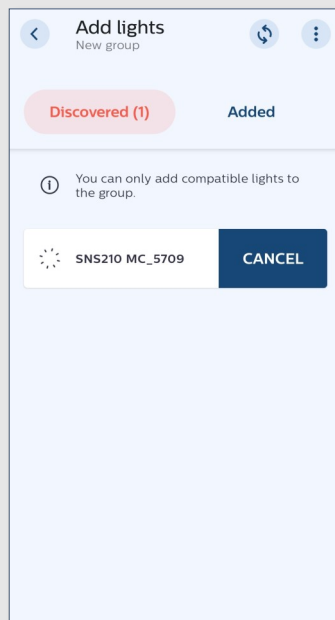 Add lights
New group
Discovered (1)
Added
You can only add compatible lights to
the group.
SNS210 MC_5709
CANCEL